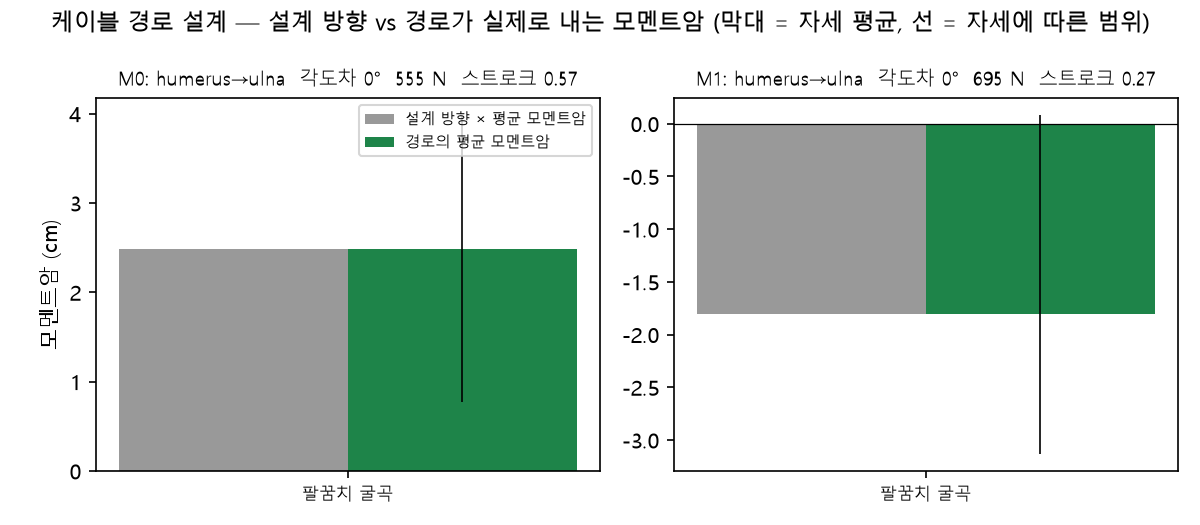 케이블 경로 설계 — 설계 방향 vs 경로가 실제로 내는 모멘트암 (막대 = 자세 평균, 선 = 자세에 따른 범위)
M0: humerus→ulna 각도차 0° 555 N 스트로크 0.57
설계 방향 × 평균 모멘트암
경로의 평균 모멘트암
모멘트암 (cm)
4
3
2
1
0
팔꿈치 굴곡
M1: humerus→ulna 각도차 0° 695 N 스트로크 0.27
0.0
-0.5
-1.0
-1.5
-2.0
-2.5
-3.0
팔꿈치 굴곡